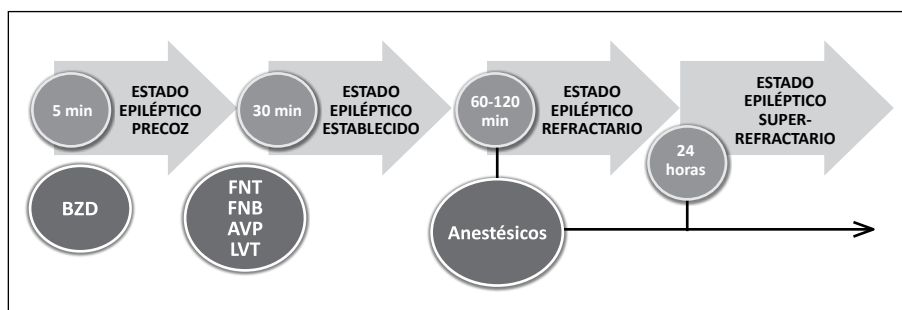 5 min
ESTADO
EPILÉPTICO
PRECOZ
30 min
ESTADO
EPILÉPTICO
ESTABLECIDO
60-120
min
ESTADO
EPILÉPTICO
REFRACTARIO
ESTADO
EPILÉPTICO
SUPER-
REFRACTARIO
24
horas
BZD
FNT
FNB
AVP
LVT
Anestésicos